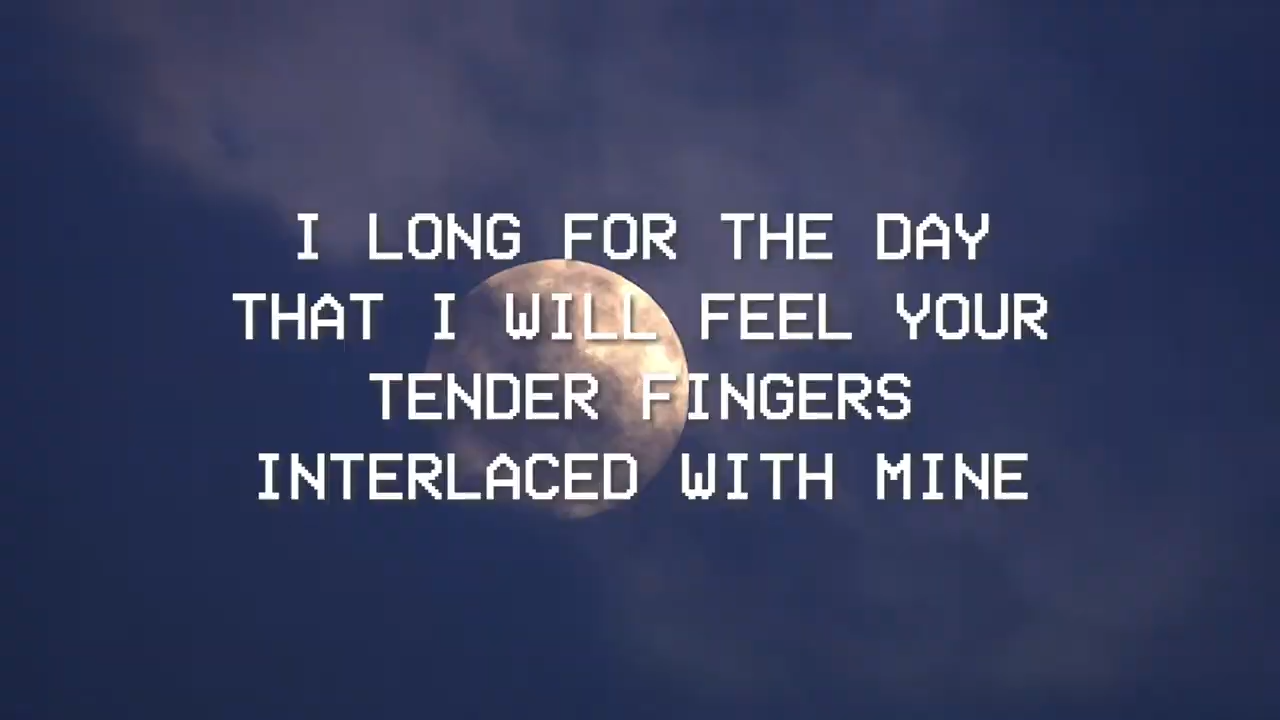 I LONG FOR THE DAY
THAT I WILL FEEL YOUR
TENDER FINGERS
INTERLACED WITH MINE